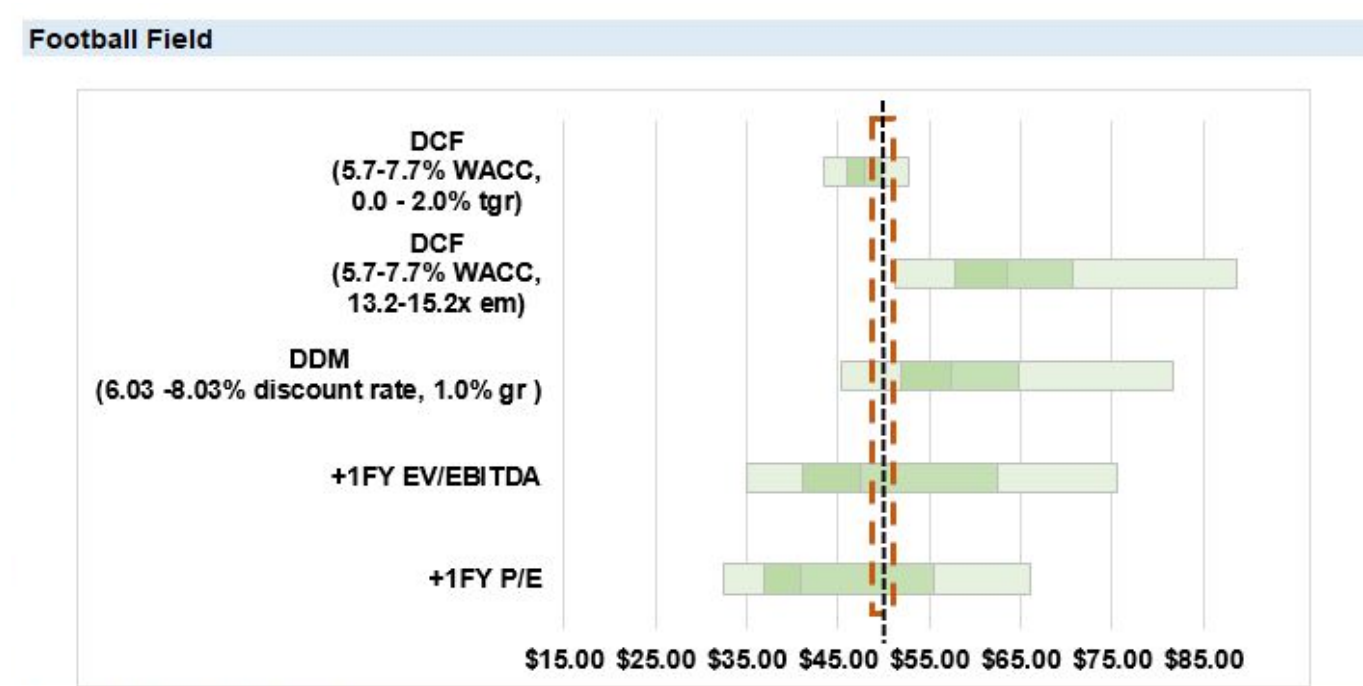 Football Field
DCF
(5.7-7.7% WACC,
0.0 - 2.0% tgr)
DCF
(5.7-7.7% WACC,
13.2-15.2x em)
DDM
(6.03 -8.03% discount rate, 1.0% gr )
+1FY EV/EBITDA
+1FY P/E
$15.00 $25.00 $35.00 $45.00 $55.00 $65.00 $75.00 $85.00